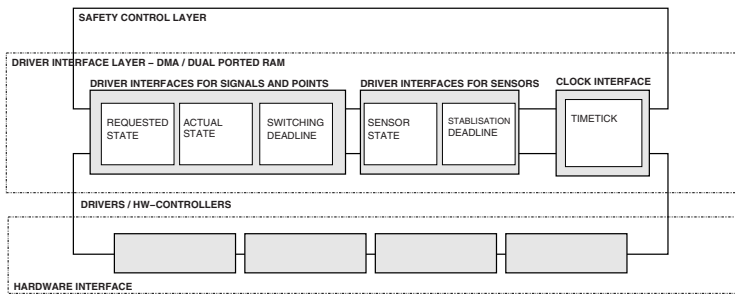 SAFETY CONTROL LAYER
DRIVER INTERFACE LAYER – DMA / DUAL PORTED RAM
DRIVER INTERFACES FOR SIGNALS AND POINTS
DRIVER INTERFACES FOR SENSORS
CLOCK INTERFACE
REQUESTED
STATE
ACTUAL
STATE
SWITCHING
DEADLINE
SENSOR
STATE
STABLISATION
DEADLINE
TIMETICK
DRIVERS / HW–CONTROLLERS
HARDWARE INTERFACE